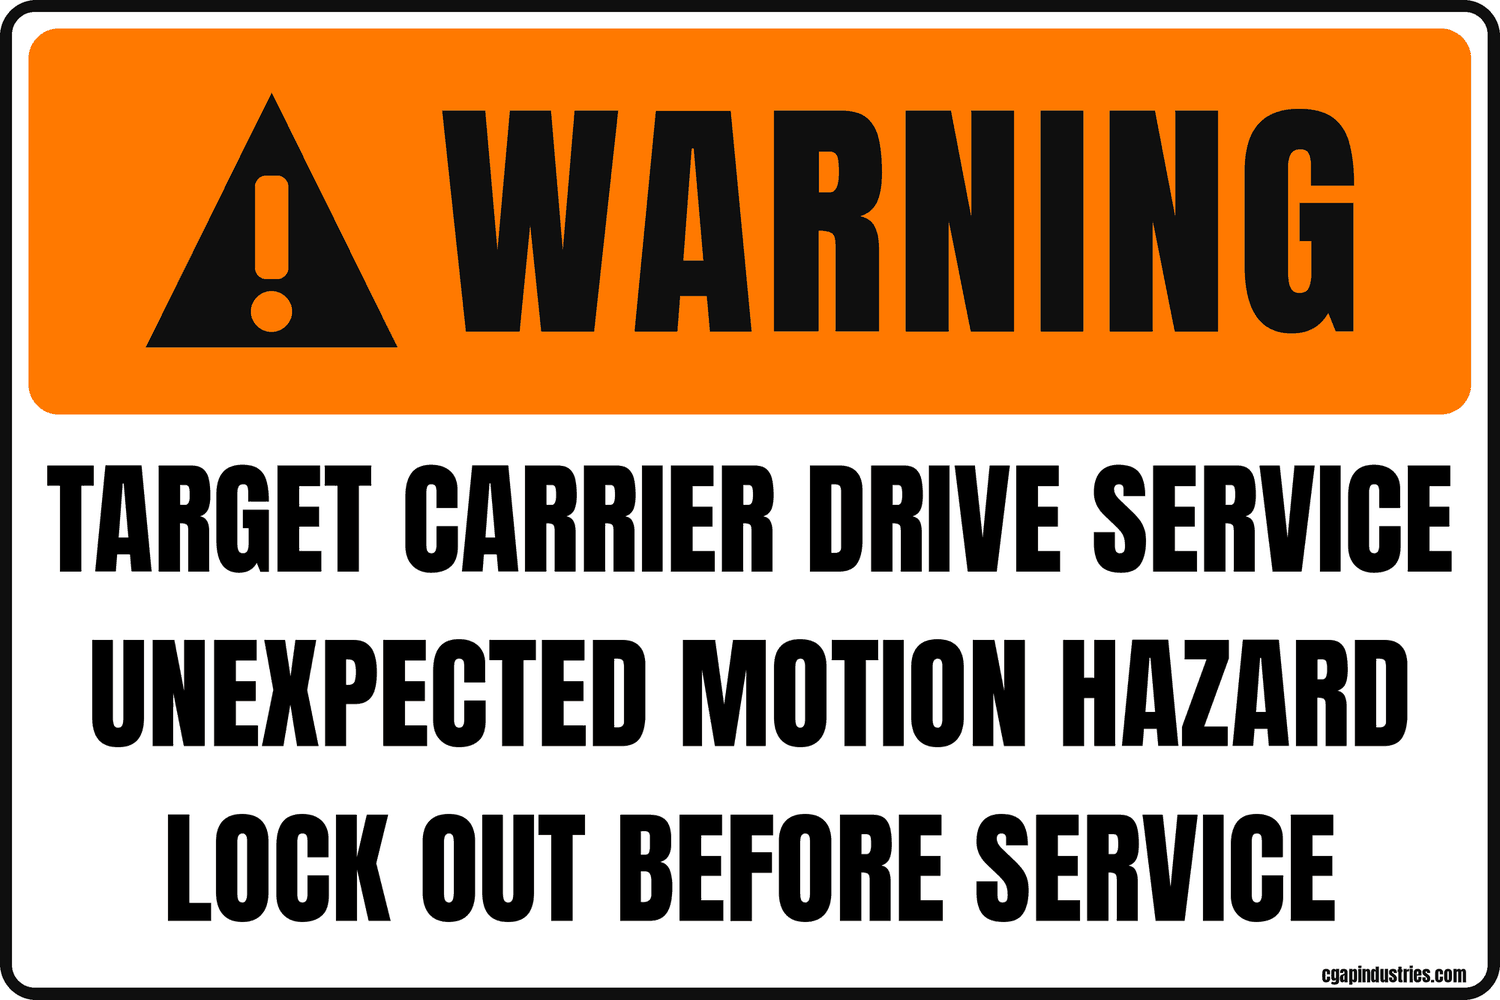 WARNING
TARGET CARRIER DRIVE SERVICE
UNEXPECTED MOTION HAZARD
LOCK OUT BEFORE SERVICE
cgapindustries.com